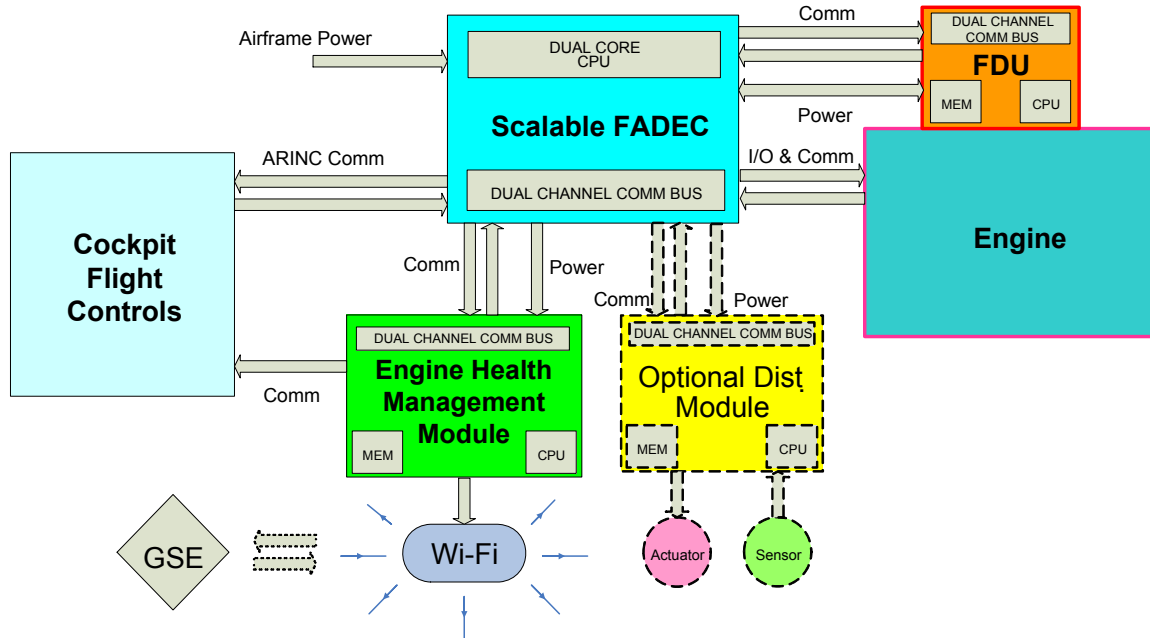 Airframe Power
DUAL CORE
CPU
Scalable FADEC
DUAL CHANNEL COMM BUS
Comm
Power
DUAL CHANNEL
COMM BUS
FDU
MEM
CPU
ARINC Comm
I/O & Comm
Cockpit
Flight
Controls
Engine
Comm
Power
Comm
Power
DUAL CHANNEL COMM BUS
Engine Health
Management
Module
MEM
CPU
Comm
DUAL CHANNEL COMM BUS
Optional Dist.
Module
MEM
CPU
GSE
Wi-Fi
Actuator
Sensor